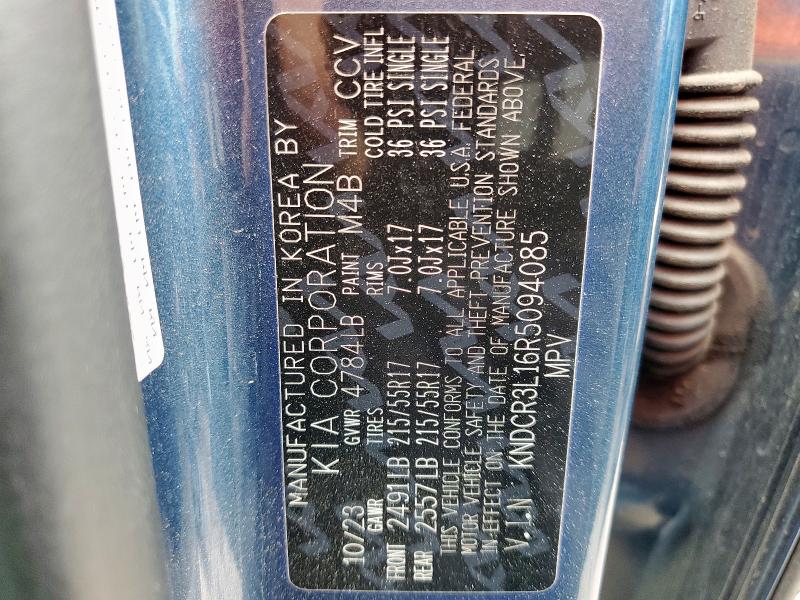 MANUFACTURED IN KOREA BY
KIA CORPORATION
10/23 GVWR 4784LB PAINT M4B TRIM CCV
GAWR TIRES RIMS COLD TIRE INFL
FRONT 2491LB 215/55R17 7.0Jx17 36 PSI SINGLE
REAR 2557LB 215/55R17 7.0Jx17 36 PSI SINGLE
THIS VEHICLE CONFORMS TO ALL APPLICABLE U.S.A. FEDERAL
MOTOR VEHICLE SAFETY AND THEFT PREVENTION STANDARDS
IN EFFECT ON THE DATE OF MANUFACTURE SHOWN ABOVE.
V.I.N KNDCR3L16R5094085
MPV